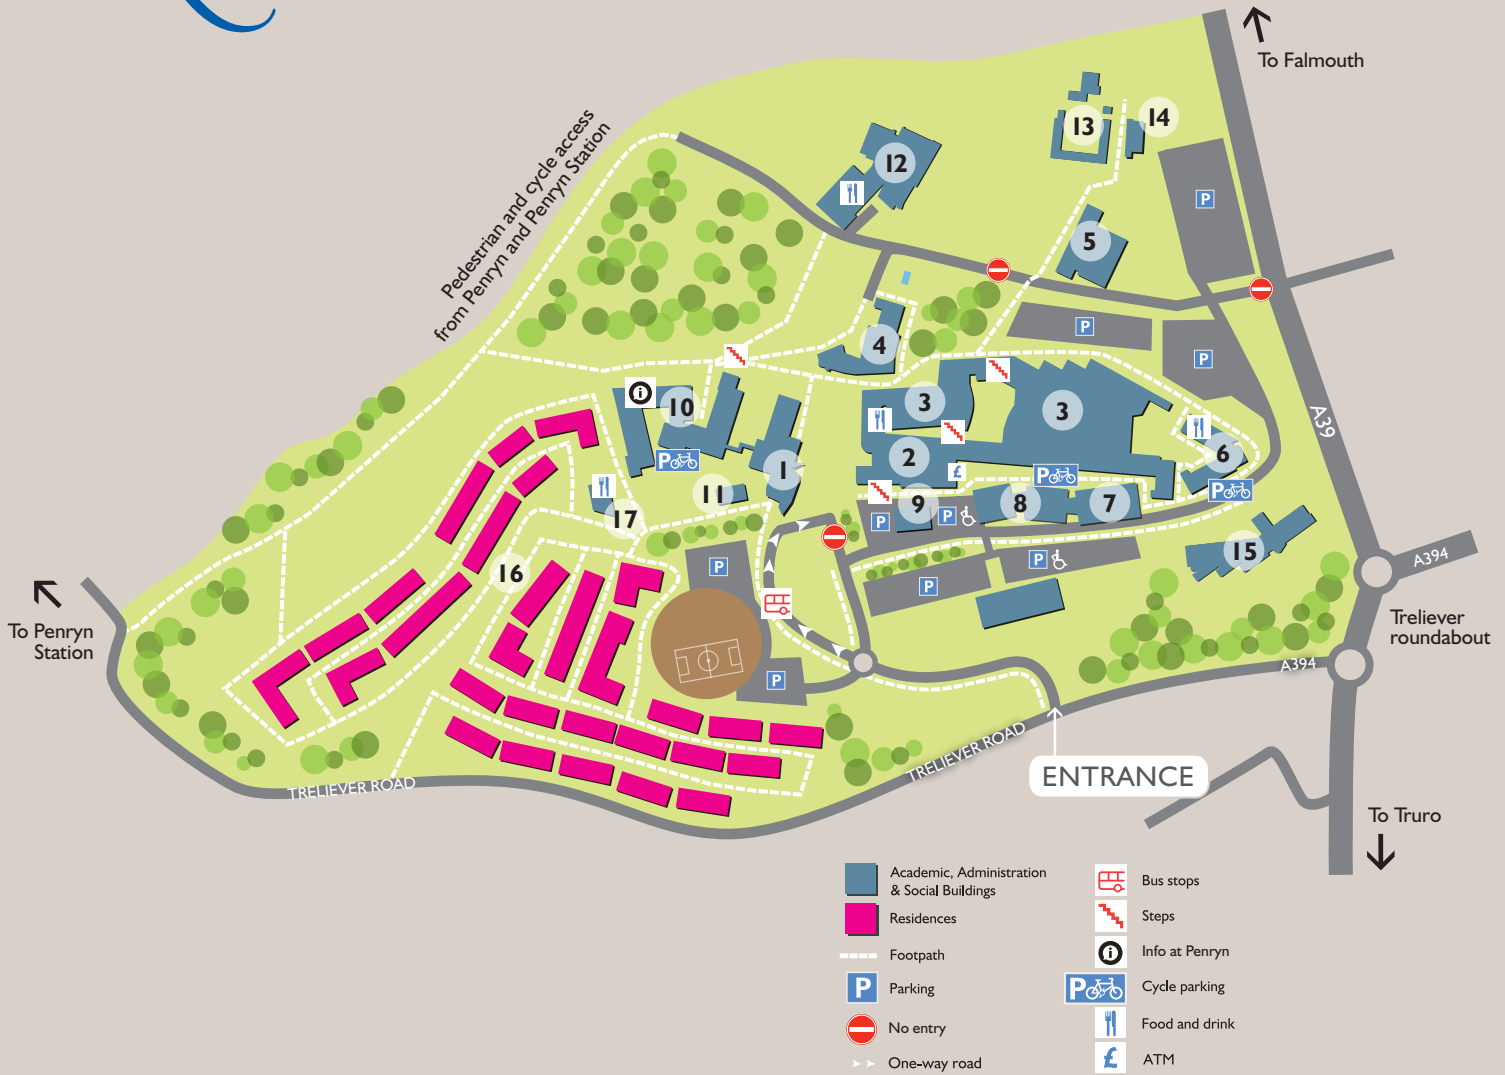 To Falmouth
Pedestrian and cycle access
from Penryn and Penryn Station
13
14
12
P
5
P
4
P
10
3
3
A39
1
2
6
P
£
P
P
11
9
8
7
17
P
P
15
P
A394
16
P
P
To Penryn
Station
Treliever
roundabout
A394
P
TRELIEVER ROAD
ENTRANCE
TRELIEVER ROAD
To Truro
Academic, Administration
& Social Buildings
Residences
Footpath
P
Parking
No entry
One-way road
Bus stops
Steps
Info at Penryn
P
Cycle parking
Food and drink
£
ATM